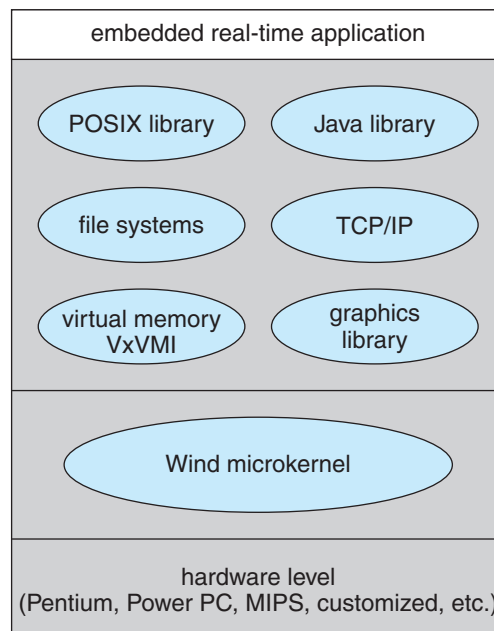 embedded real-time application
POSIX library
Java library
file systems
TCP/IP
virtual memory
VxVMI
graphics
library
Wind microkernel
hardware level
(Pentium, Power PC, MIPS, customized, etc.)